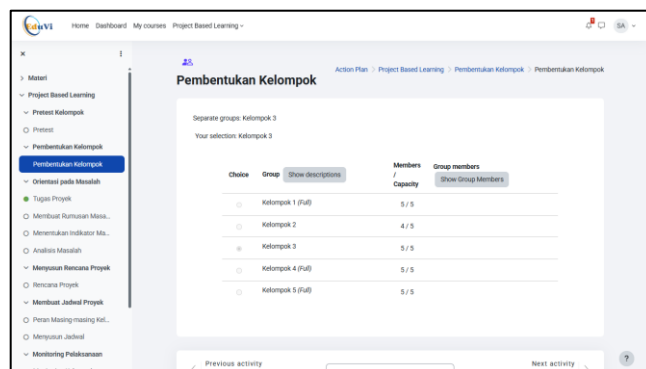 EduVi
Home Dashboard My courses Project Based Learning
SA
Materi
Project Based Learning
Pretest Kelompok
Pretest
Pembentukan Kelompok
Pembentukan Kelompok
Orientasi pada Masalah
Tugas Proyek
Membuat Rumusan Masa...
Menentukan Indikator Ma...
Analisis Masalah
Menyusun Rencana Proyek
Rencana Proyek
Membuat Jadwal Proyek
Peran Masing-masing Kel...
Menyusun Jadwal
Monitoring Pelaksanaan
Pembentukan Kelompok
Action Plan > Project Based Learning > Pembentukan Kelompok > Pembentukan Kelompok
Separate groups: Kelompok 3
Your selection: Kelompok 3
Choice Group Show descriptions Members / Capacity Group members Show Group Members
Kelompok 1 (Full) 5 / 5
Kelompok 2 4 / 5
Kelompok 3 5 / 5
Kelompok 4 (Full) 5 / 5
Kelompok 5 (Full) 5 / 5
Previous activity Next activity
?